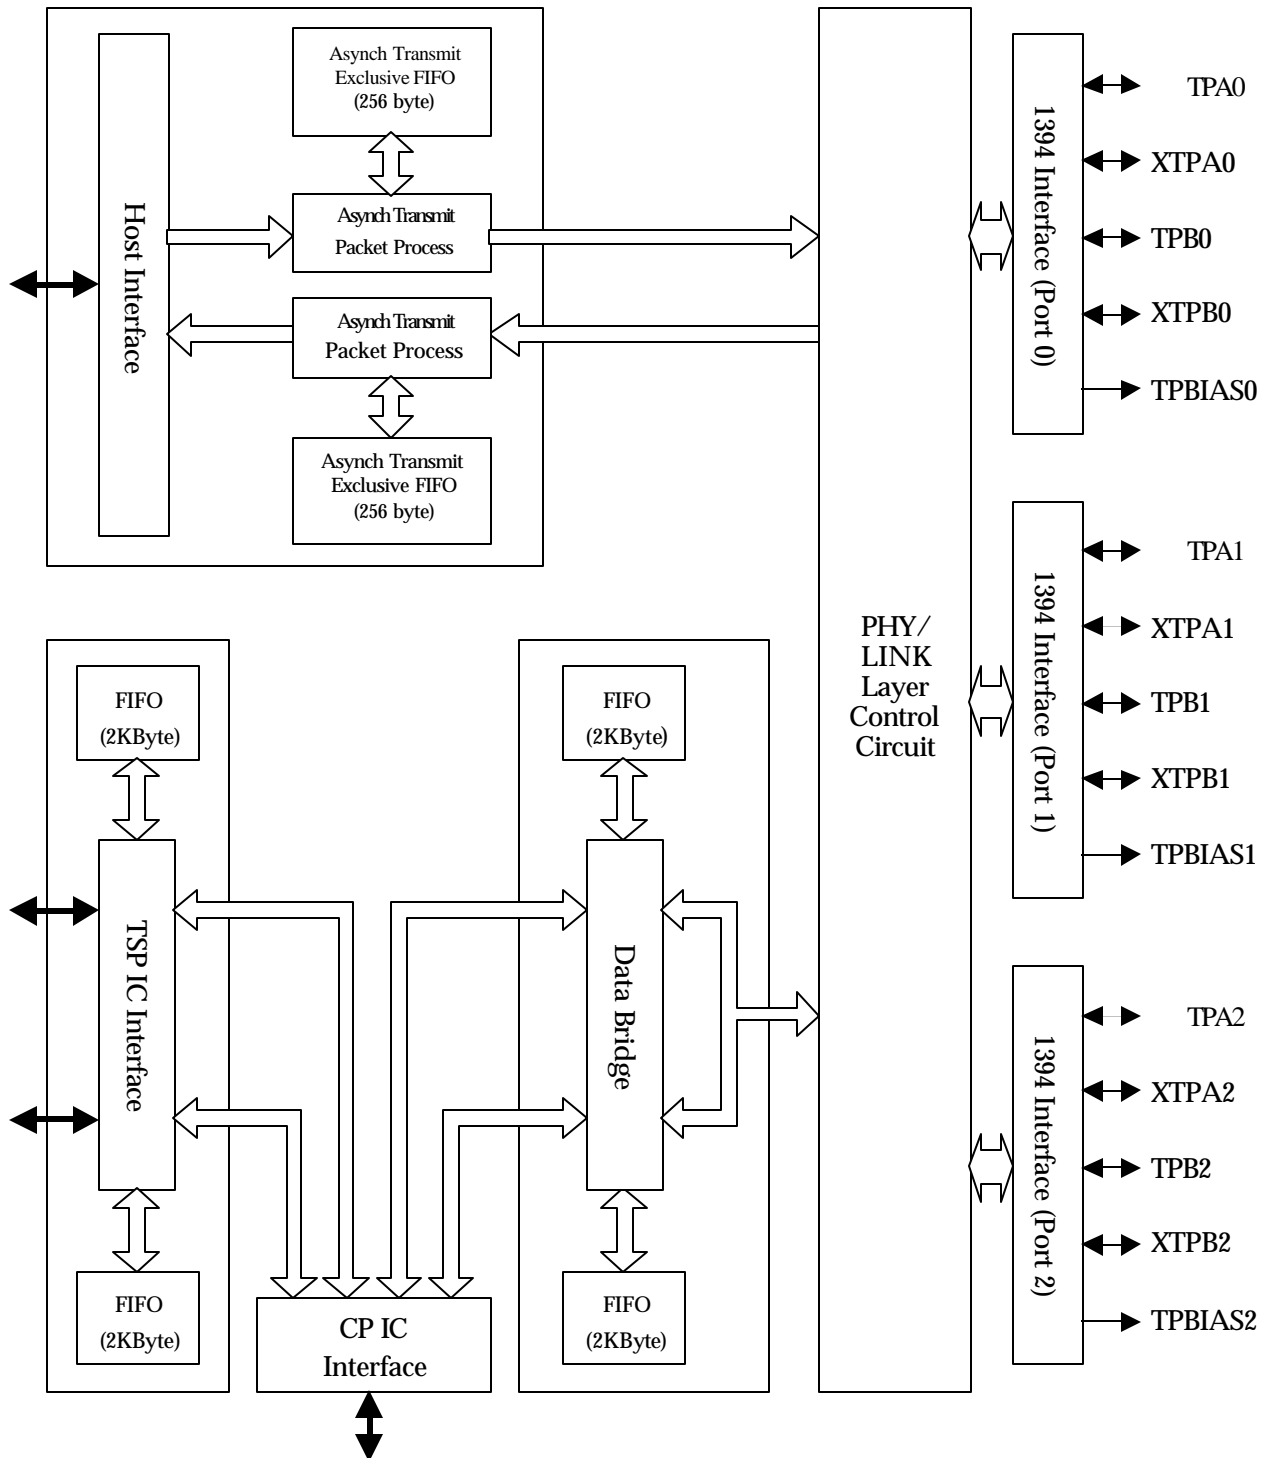 Asynch Transmit
Exclusive FIFO
(256 byte)
Host Interface
Asynch Transmit
Packet Process
Asynch Transmit
Packet Process
Asynch Transmit
Exclusive FIFO
(256 byte)
FIFO
(2KByte)
TSP IC Interface
FIFO
(2KByte)
CP IC
Interface
FIFO
(2KByte)
Data Bridge
FIFO
(2KByte)
PHY/
LINK
Layer
Control
Circuit
1394 Interface (Port 0)
TPA0
XTPA0
TPB0
XTPB0
TPBIAS0
1394 Interface (Port 1)
TPA1
XTPA1
TPB1
XTPB1
TPBIAS1
1394 Interface (Port 2)
TPA2
XTPA2
TPB2
XTPB2
TPBIAS2